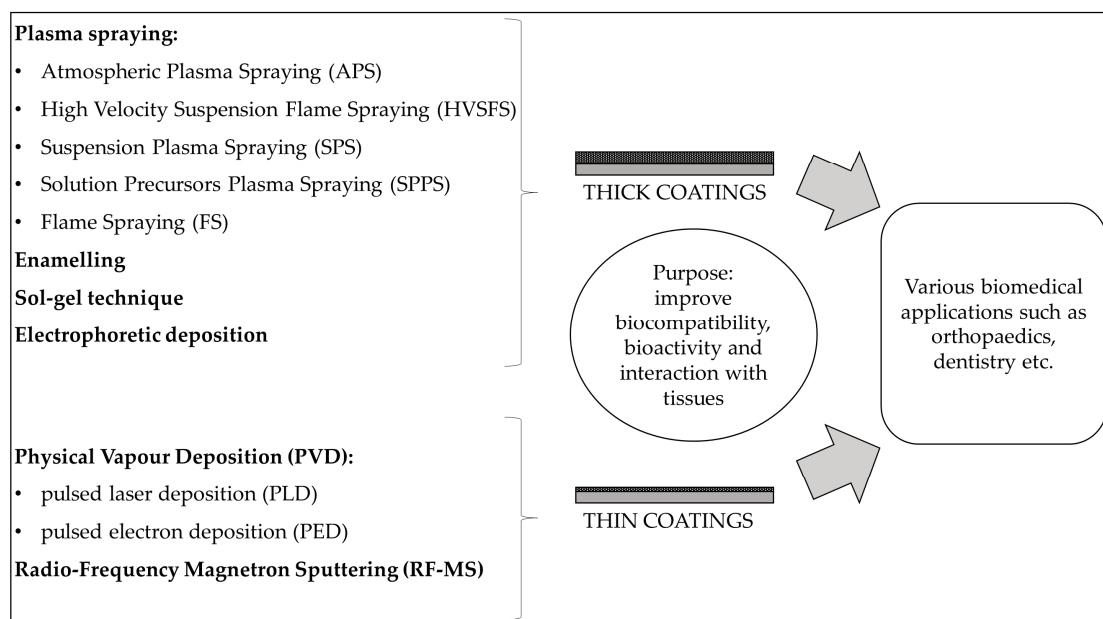 Plasma spraying:
• Atmospheric Plasma Spraying (APS)
• High Velocity Suspension Flame Spraying (HVSFS)
• Suspension Plasma Spraying (SPS)
• Solution Precursors Plasma Spraying (SPPS)
• Flame Spraying (FS)
Enamelling
Sol-gel technique
Electrophoretic deposition
Physical Vapour Deposition (PVD):
• pulsed laser deposition (PLD)
• pulsed electron deposition (PED)
Radio-Frequency Magnetron Sputtering (RF-MS)
THICK COATINGS
Purpose:
improve
biocompatibility,
bioactivity and
interaction with
tissues
THIN COATINGS
Various biomedical
applications such as
orthopaedics,
dentistry etc.